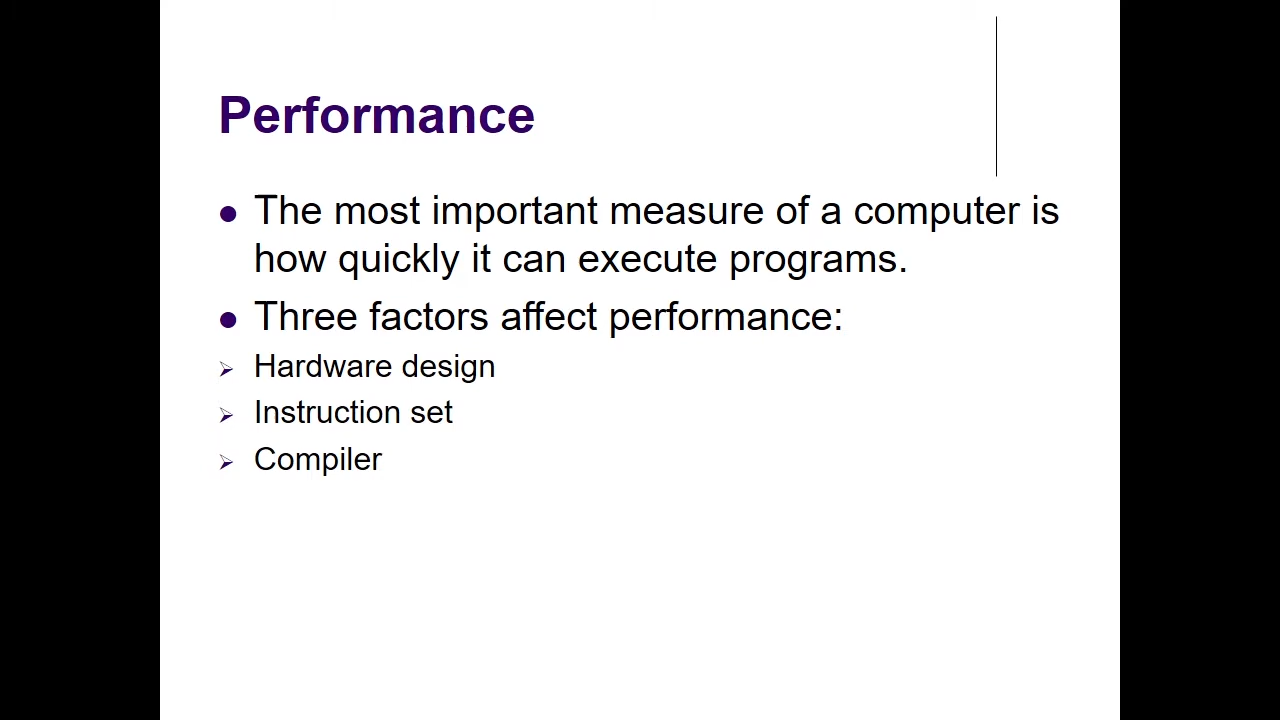 Performance
The most important measure of a computer is
how quickly it can execute programs.
Three factors affect performance:
Hardware design
Instruction set
Compiler